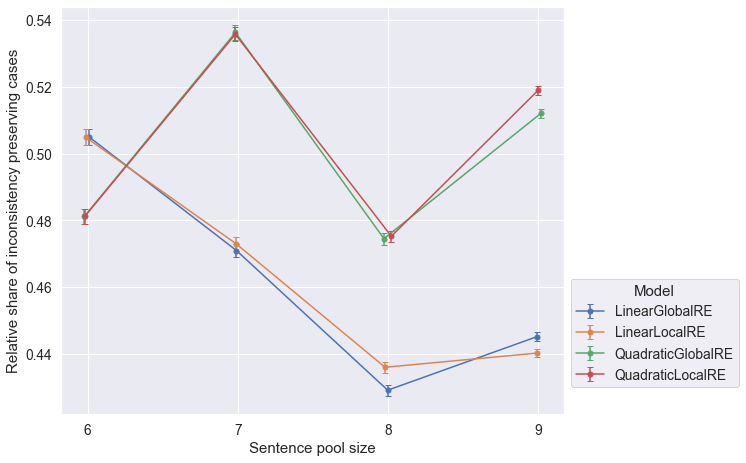 Relative share of inconsistency preserving cases
0.54
0.52
0.50
0.48
0.46
0.44
6 7 8 9
Sentence pool size
Model
LinearGlobalRE
LinearLocalRE
QuadraticGlobalRE
QuadraticLocalRE